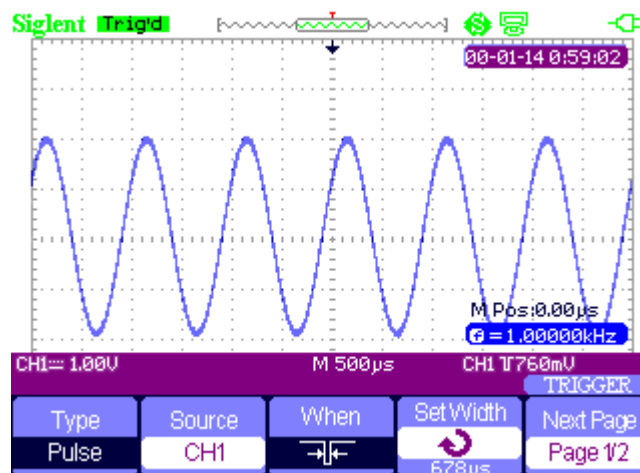 Siglent Trig'd
00-01-14 0:59:02
M Pos:0.00µs
f = 1.00000kHz
CH1 1.00V M 500µs CH1 760mV
TRIGGER
Type Source When Set Width Next Page
Pulse CH1 678µs Page 1/2